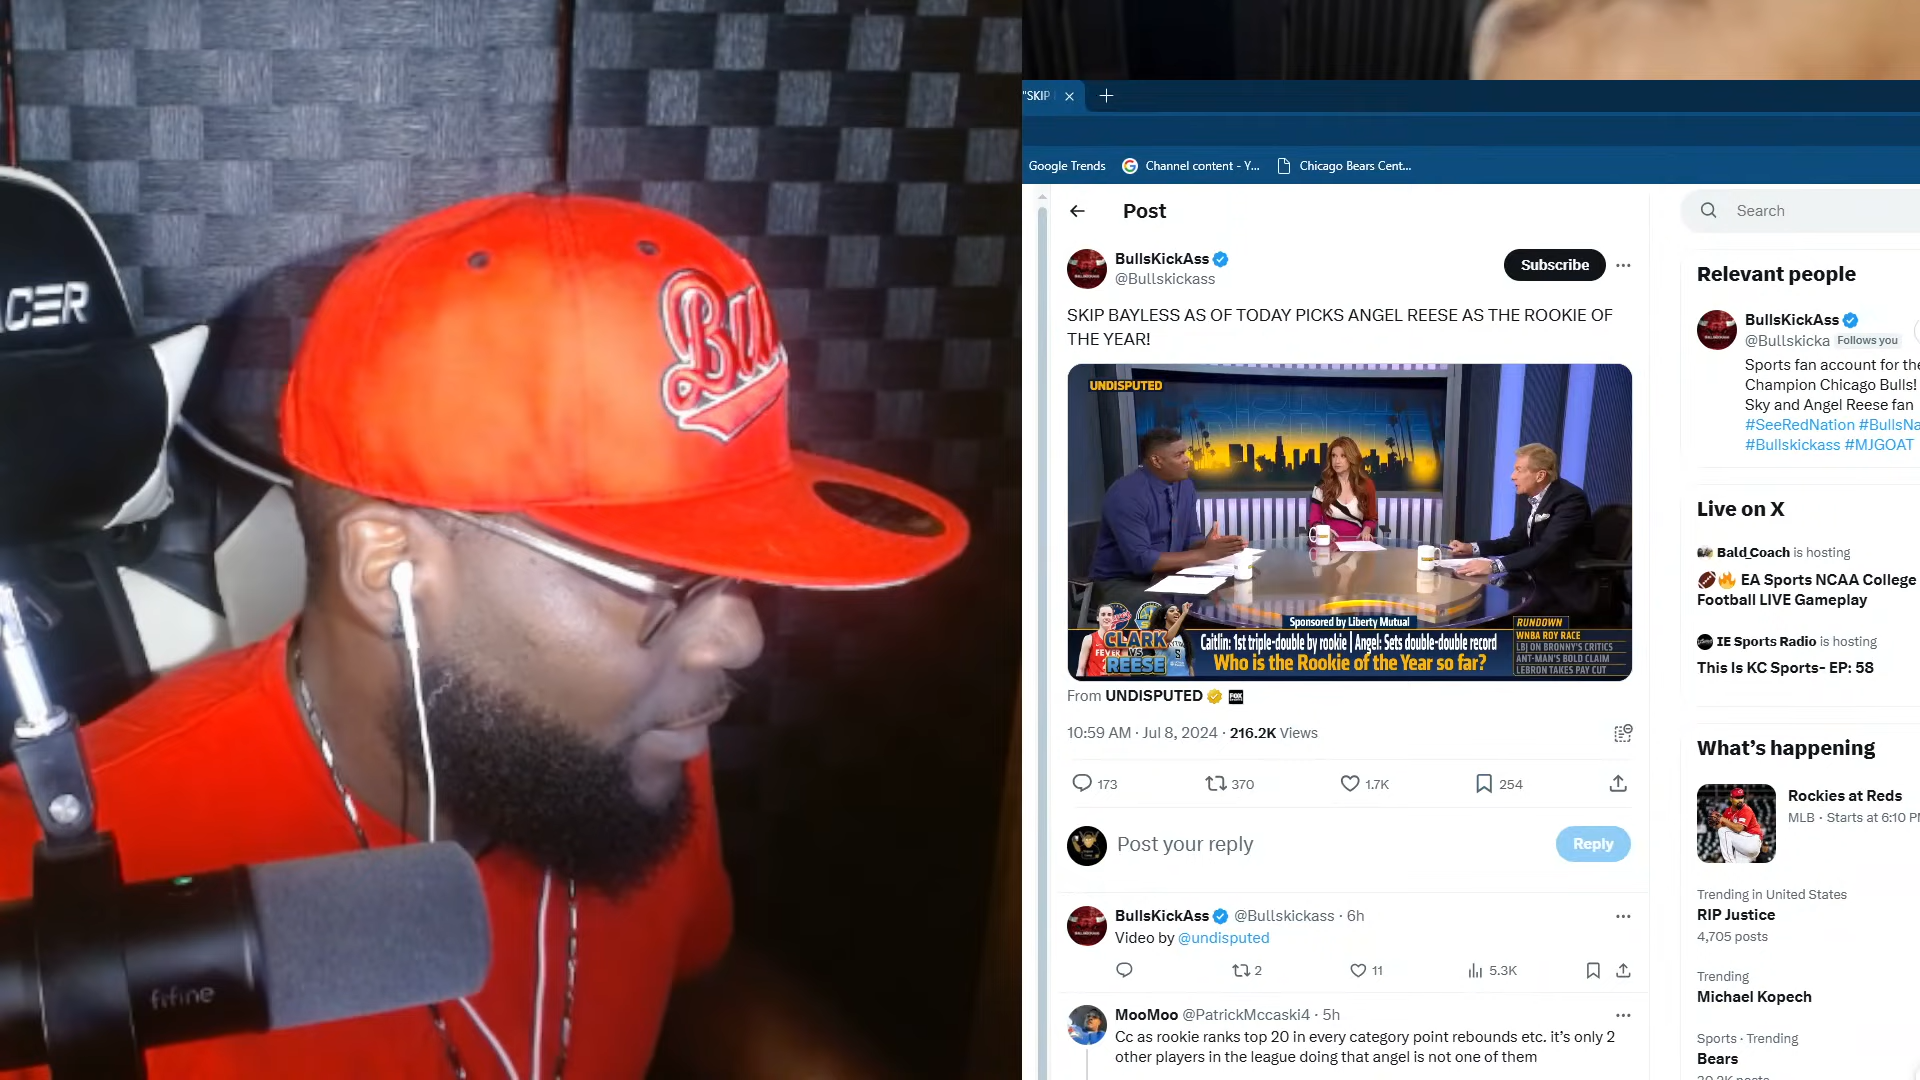 CER
Bu
fifine
"SKIP
Google Trends
Channel content - Y...
Chicago Bears Cent...
Post
Search
BullsKickAss
@Bullskickass
Subscribe
SKIP BAYLESS AS OF TODAY PICKS ANGEL REESE AS THE ROOKIE OF
THE YEAR!
UNDISPUTED
Sponsored by Liberty Mutual
CLARK
FEVER VS
REESE
Caitlin: 1st triple-double by rookie | Angel: Sets double-double record
Who is the Rookie of the Year so far?
RUNDOWN
WNBA ROY RACE
LBJ ON BRONNY'S CRITICS
ANT-MAN'S BOLD CLAIM
LEBRON TAKES PAY CUT
From UNDISPUTED
10:59 AM · Jul 8, 2024 · 216.2K Views
173
370
1.7K
254
Post your reply
Reply
BullsKickAss @Bullskickass · 6h
Video by @undisputed
2
11
5.3K
MooMoo @PatrickMccaski4 · 5h
Cc as rookie ranks top 20 in every category point rebounds etc. it's only 2
other players in the league doing that angel is not one of them
Relevant people
BullsKickAss
@Bullskicka Follows you
Sports fan account for the
Champion Chicago Bulls!
Sky and Angel Reese fan
#SeeRedNation #BullsNa
#Bullskickass #MJGOAT
Live on X
Bald_Coach is hosting
EA Sports NCAA College
Football LIVE Gameplay
IE Sports Radio is hosting
This Is KC Sports- EP: 58
What's happening
Rockies at Reds
MLB · Starts at 6:10 P
Trending in United States
RIP Justice
4,705 posts
Trending
Michael Kopech
Sports · Trending
Bears